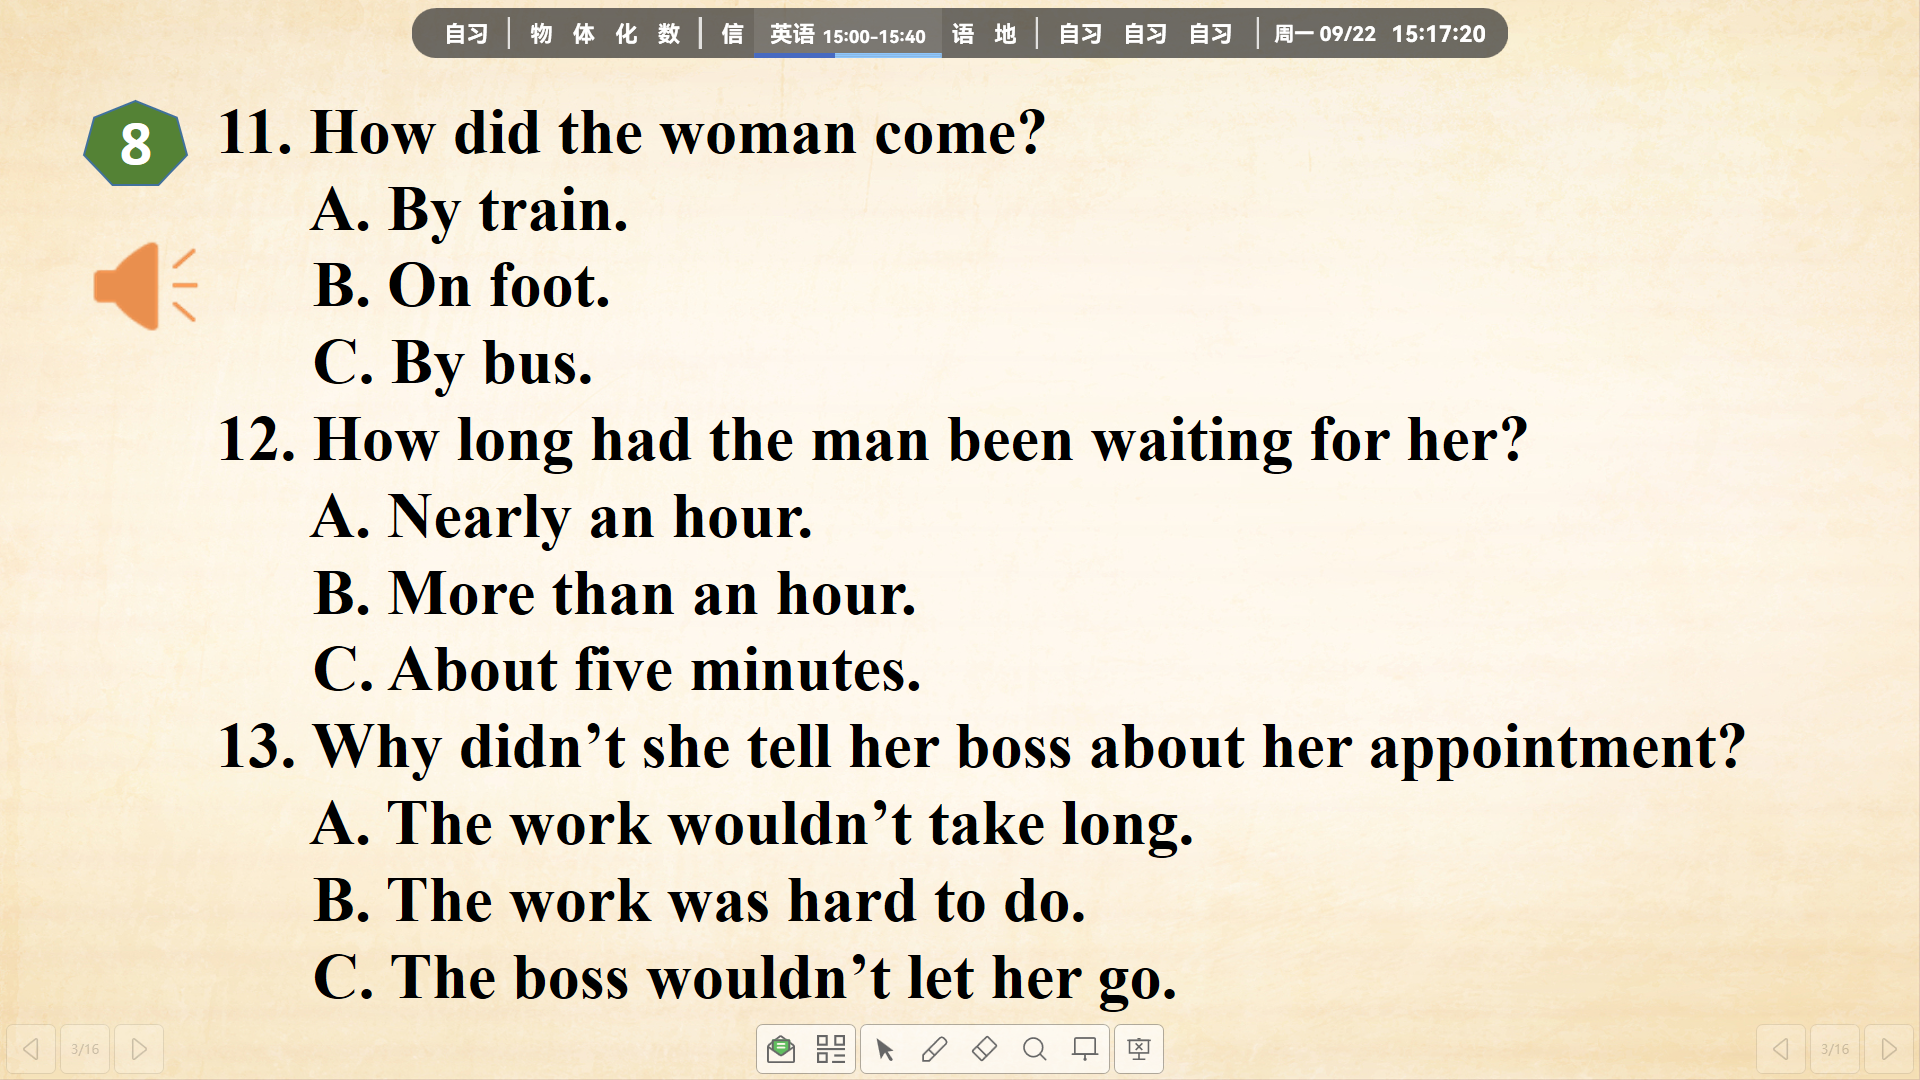 自习 物 体 化 数 信 英语 15:00-15:40 语 地 自习 自习 自习 周一 09/22 15:17:20
8
11. How did the woman come?
A. By train.
B. On foot.
C. By bus.
12. How long had the man been waiting for her?
A. Nearly an hour.
B. More than an hour.
C. About five minutes.
13. Why didn’t she tell her boss about her appointment?
A. The work wouldn’t take long.
B. The work was hard to do.
C. The boss wouldn’t let her go.
3/16 3/16